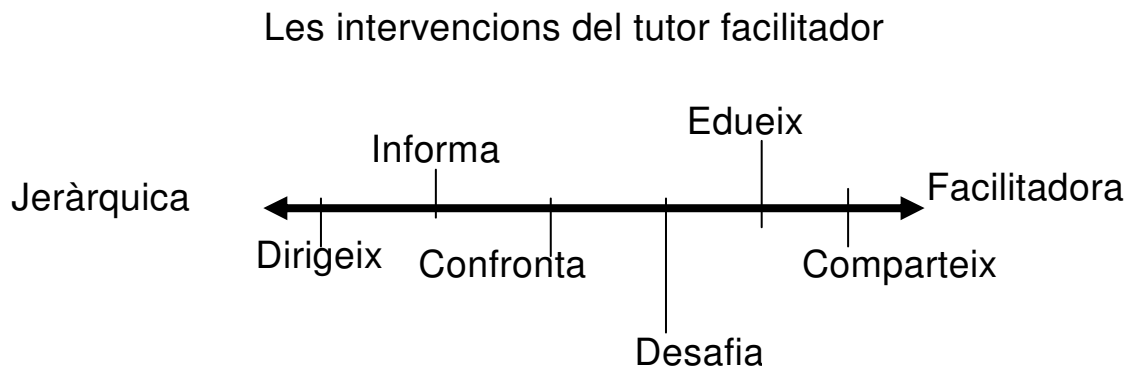 Les intervencions del tutor facilitador
Edueix
Informa
Jeràrquica
Facilitadora
Dirigeix
Confronta
Comparteix
Desafia